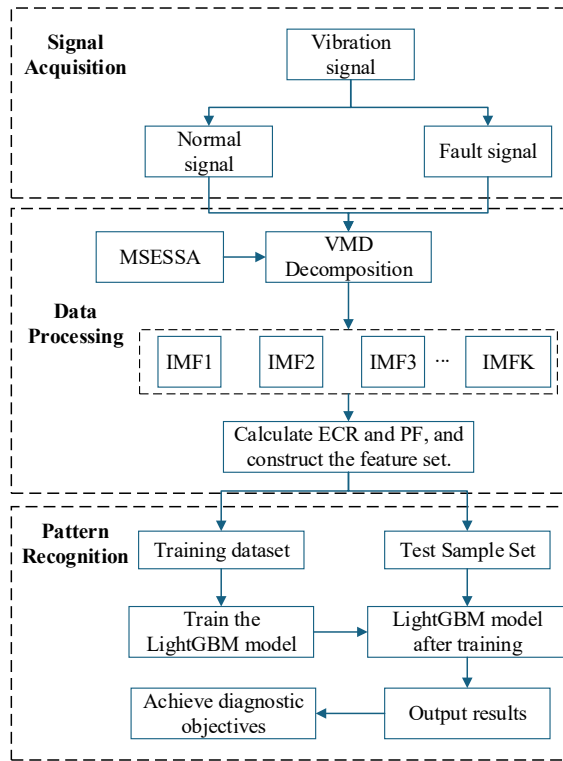 Signal
Acquisition
Vibration
signal
Normal
signal
Fault signal
MSESSA
VMD
Decomposition
Data
Processing
IMF1
IMF2
IMF3
...
IMFK
Calculate ECR and PF, and
construct the feature set.
Pattern
Recognition
Training dataset
Test Sample Set
Train the
LightGBM model
LightGBM model
after training
Achieve diagnostic
objectives
Output results